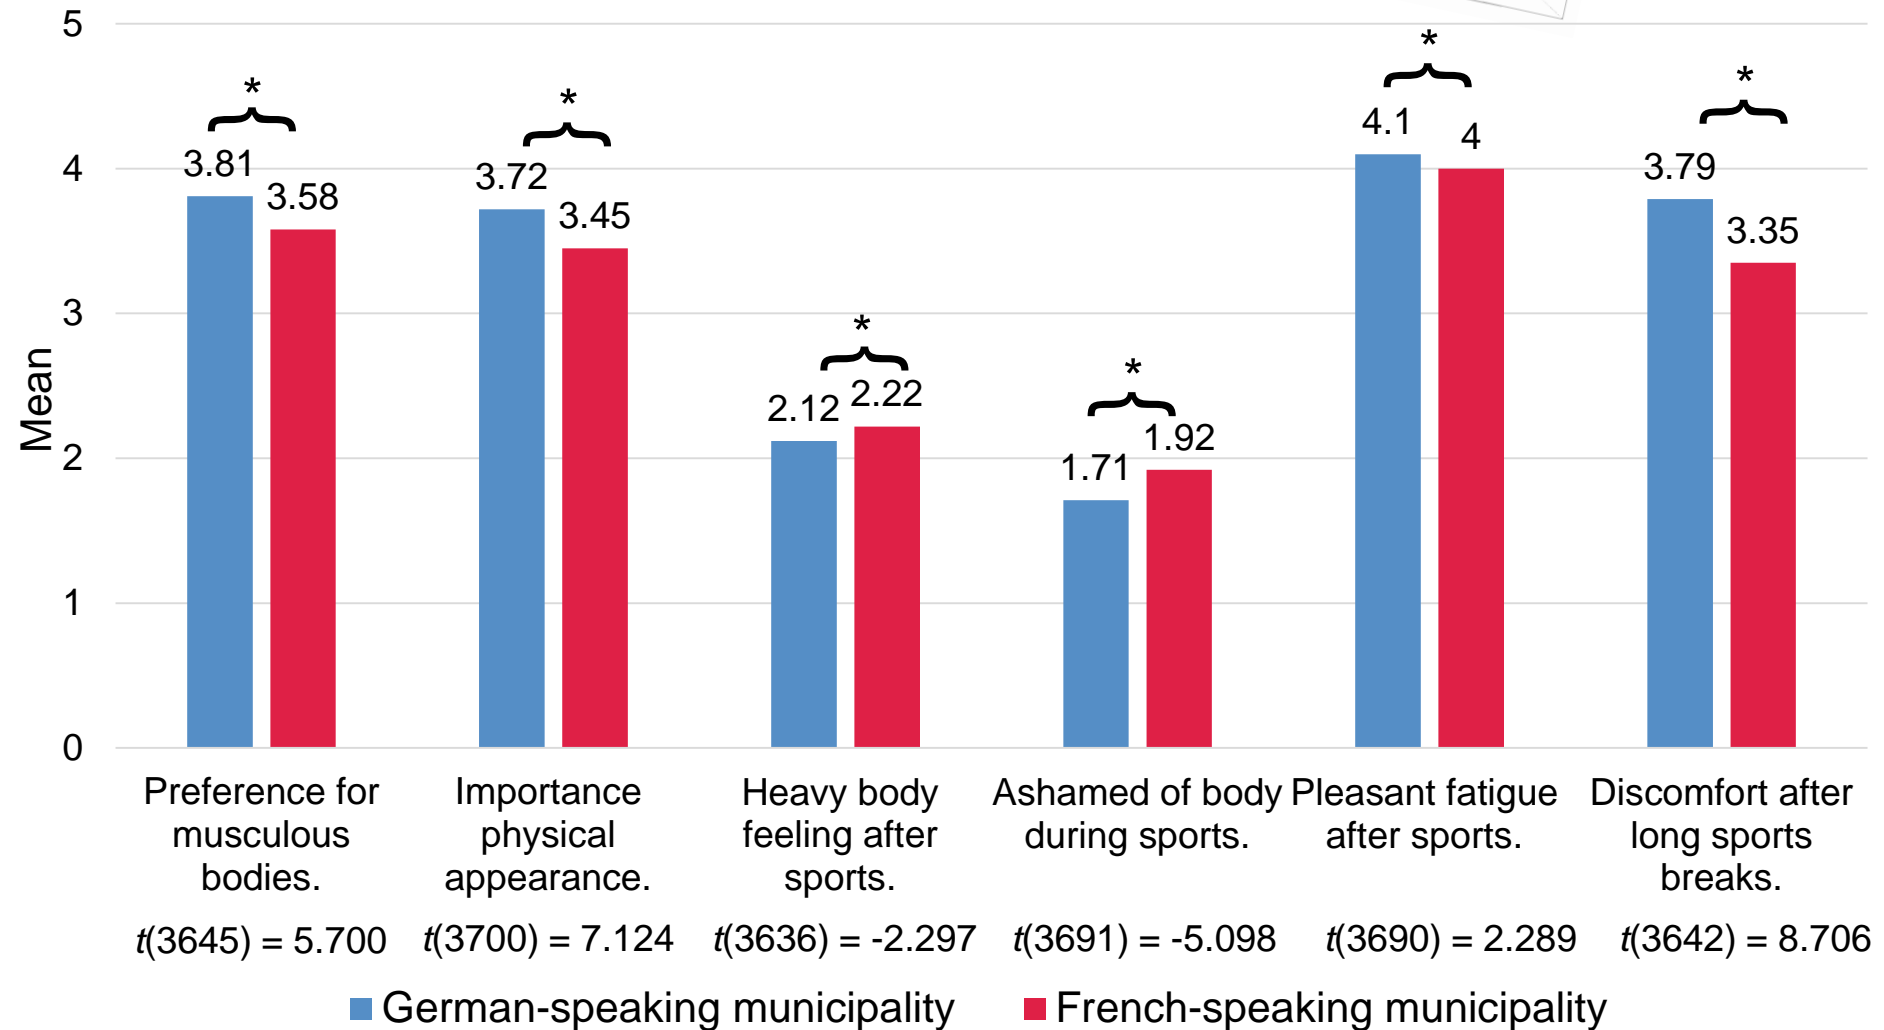 5
4
3
2
1
0
Mean
*
3.81
3.58
*
3.72
3.45
*
2.12
2.22
*
1.71
1.92
*
4.1
4
*
3.79
3.35
Preference for
musculous
bodies.
Importance
physical
appearance.
Heavy body
feeling after
sports.
Ashamed of body
during sports.
Pleasant fatigue
after sports.
Discomfort after
long sports
breaks.
t(3645) = 5.700
t(3700) = 7.124
t(3636) = -2.297
t(3691) = -5.098
t(3690) = 2.289
t(3642) = 8.706
German-speaking municipality
French-speaking municipality